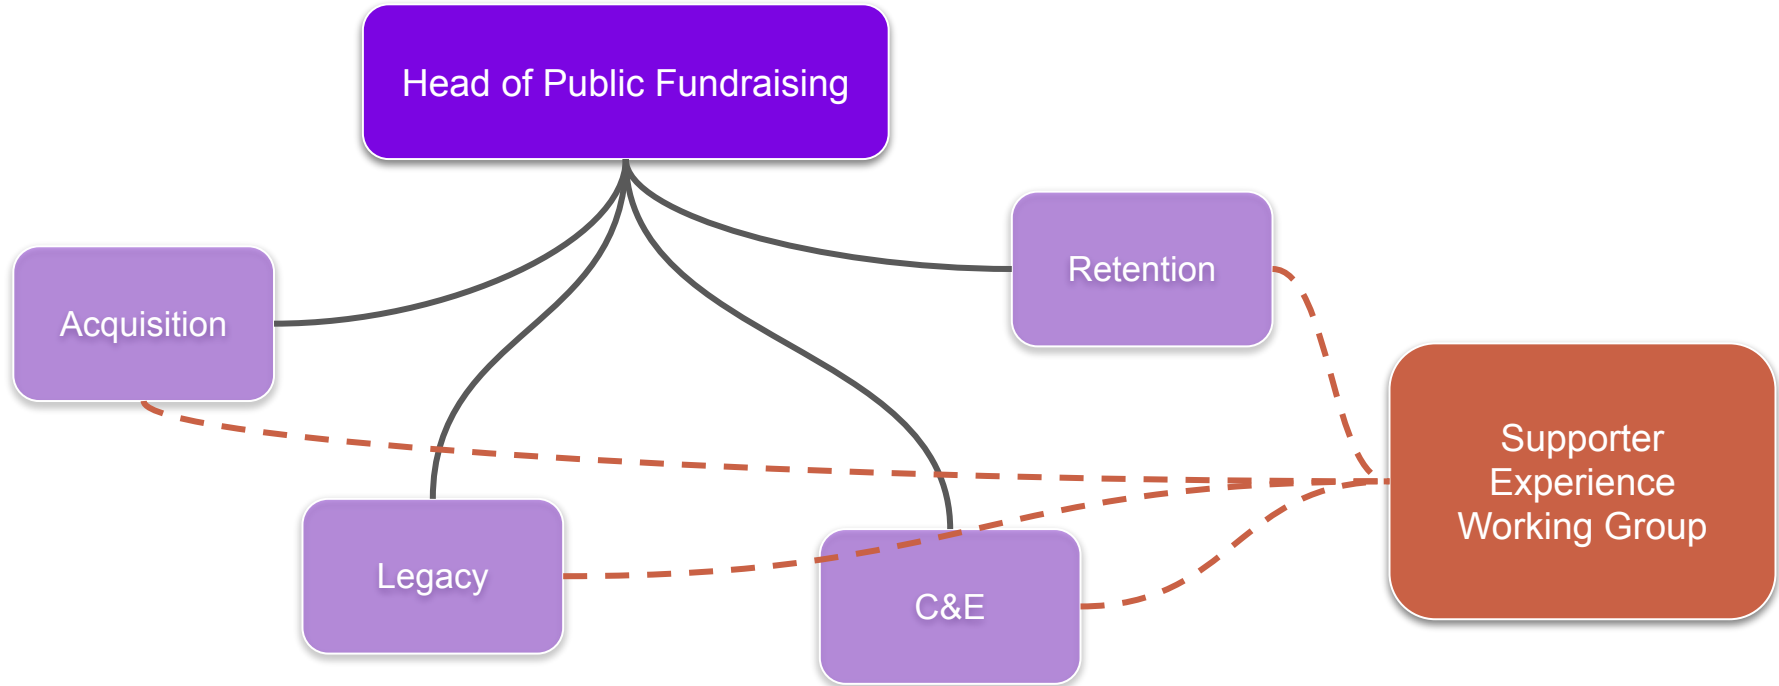 Head of Public Fundraising
Retention
Acquisition
Supporter
Experience
Working Group
Legacy
C&E